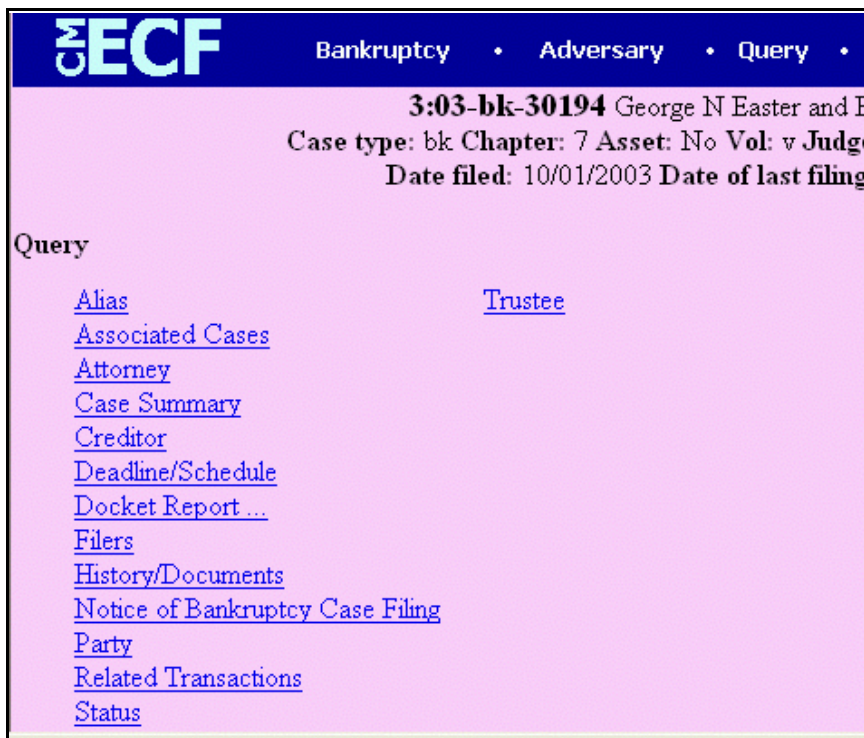 CM ECF Bankruptcy • Adversary • Query •
3:03-bk-30194 George N Easter and
Case type: bk Chapter: 7 Asset: No Vol: v Judge
Date filed: 10/01/2003 Date of last filing
Query
Alias Trustee
Associated Cases
Attorney
Case Summary
Creditor
Deadline/Schedule
Docket Report ...
Filers
History/Documents
Notice of Bankruptcy Case Filing
Party
Related Transactions
Status